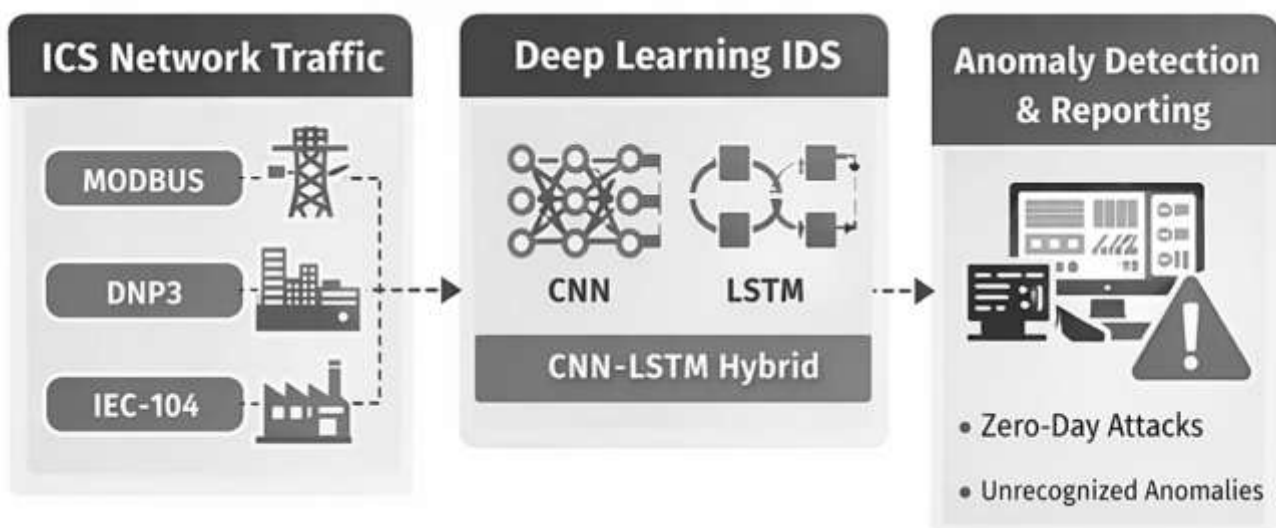 ICS Network Traffic
MODBUS
DNP3
IEC-104
Deep Learning IDS
CNN
LSTM
CNN-LSTM Hybrid
Anomaly Detection
& Reporting
• Zero-Day Attacks
• Unrecognized Anomalies